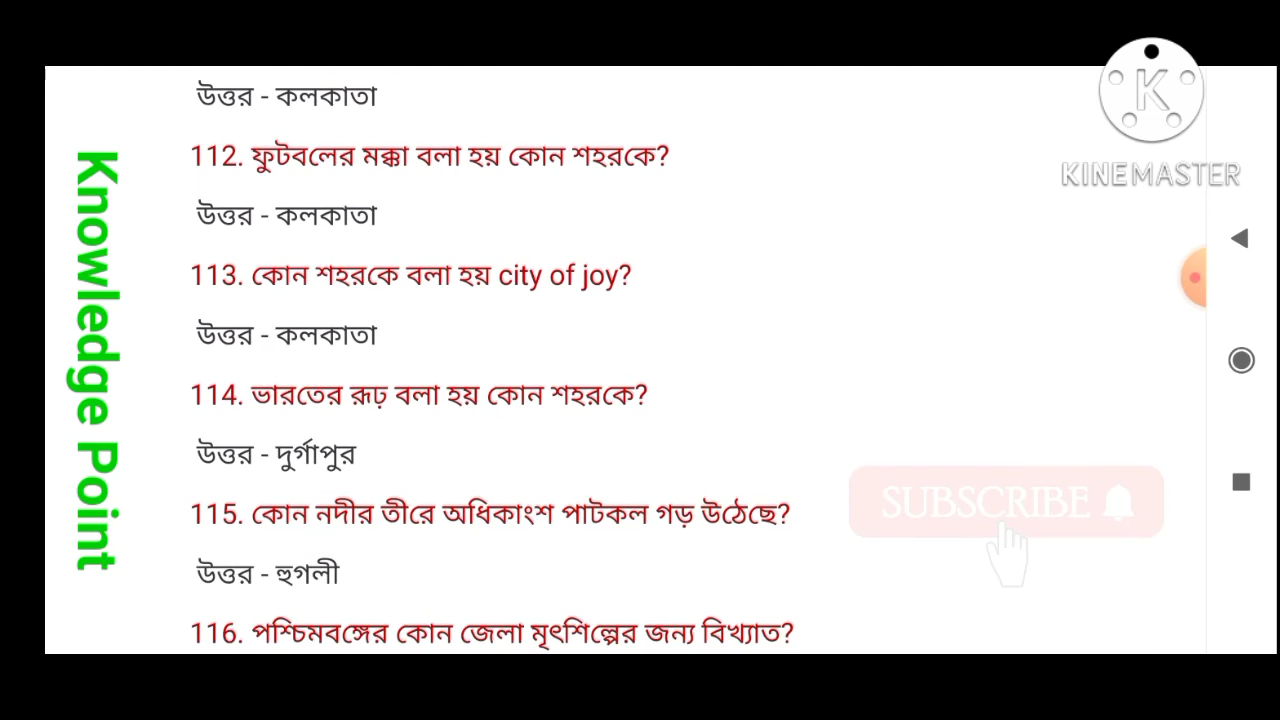 উত্তর - কলকাতা
112. ফুটবলের মক্কা বলা হয় কোন শহরকে?
উত্তর - কলকাতা
113. কোন শহরকে বলা হয় city of joy?
উত্তর - কলকাতা
114. ভারতের রূঢ় বলা হয় কোন শহরকে?
উত্তর - দুর্গাপুর
115. কোন নদীর তীরে অধিকাংশ পাটকল গড় উঠেছে?
উত্তর - হুগলী
116. পশ্চিমবঙ্গের কোন জেলা মৃৎশিল্পের জন্য বিখ্যাত?
Knowledge Point
K
KINEMASTER
SUBSCRIBE